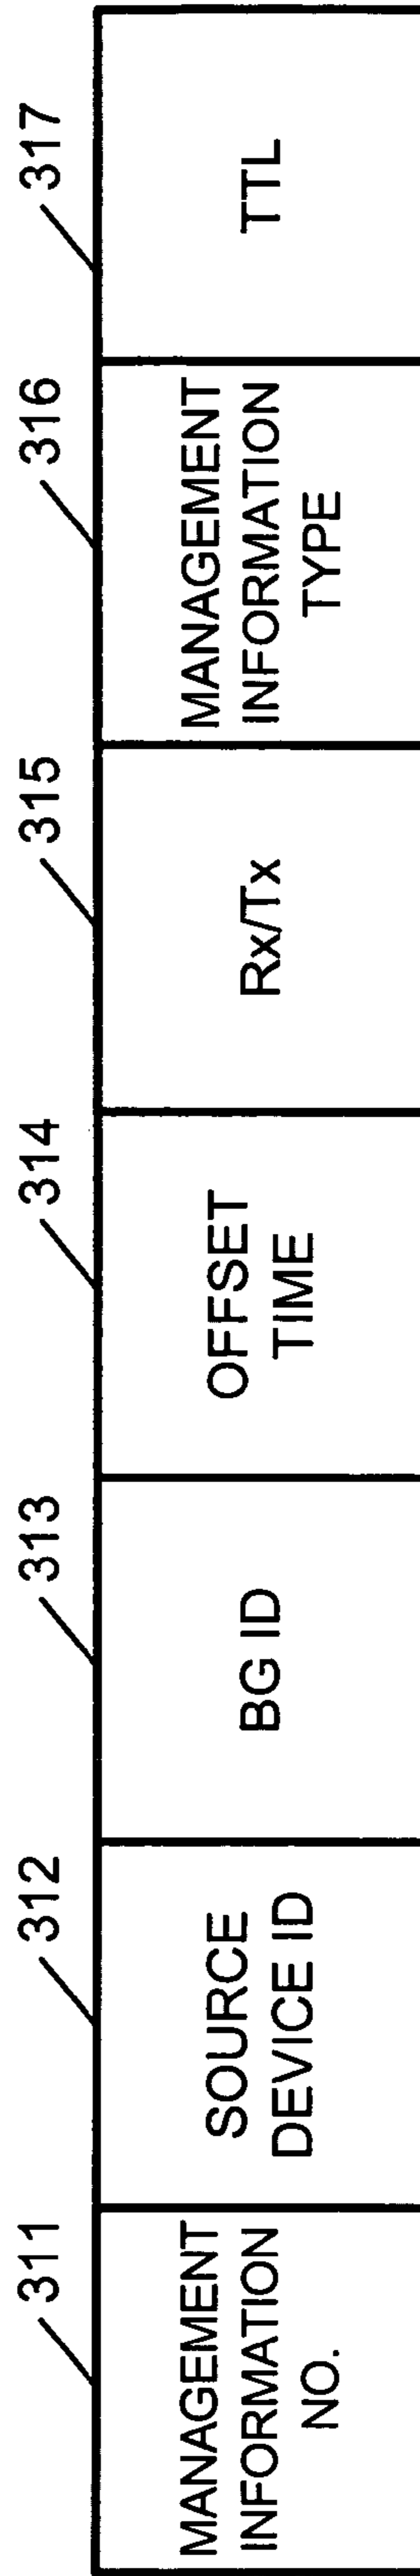 311
312
313
314
315
316
317
MANAGEMENT
INFORMATION
NO.
SOURCE
DEVICE ID
BG ID
OFFSET
TIME
Rx/Tx
MANAGEMENT
INFORMATION
TYPE
TTL